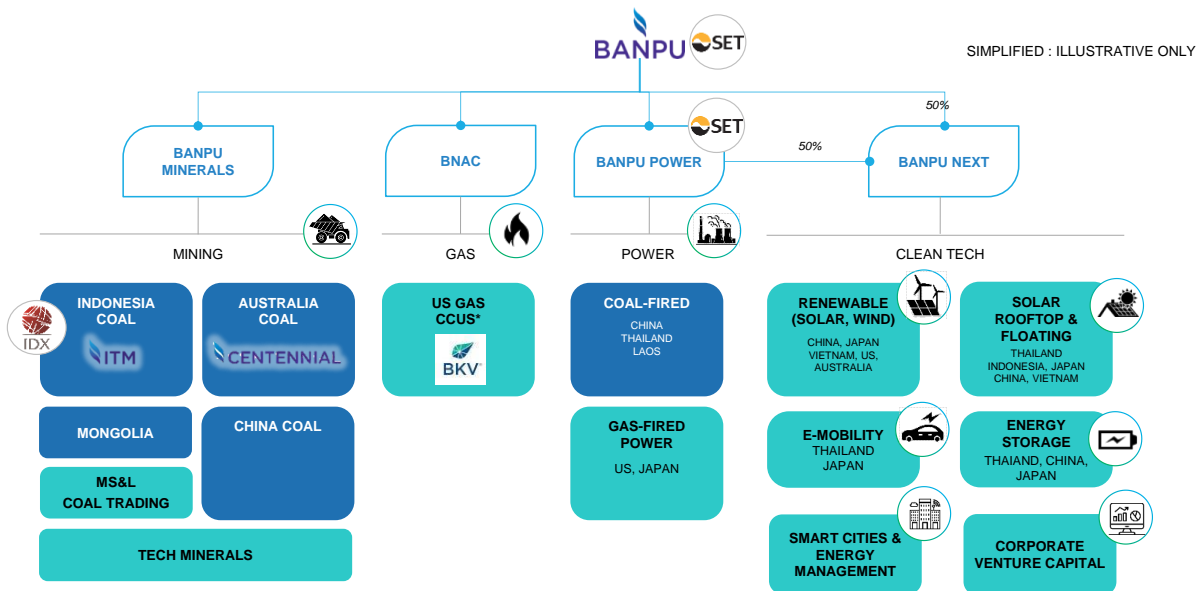 BANPU
SET
SIMPLIFIED : ILLUSTRATIVE ONLY
50%
BANPU
MINERALS
BNAC
SET
BANPU POWER
50%
BANPU NEXT
MINING
GAS
POWER
CLEAN TECH
IDX
INDONESIA
COAL
ITM
AUSTRALIA
COAL
CENTENNIAL
MONGOLIA
CHINA COAL
MS&L
COAL TRADING
TECH MINERALS
US GAS
CCUS*
BKV
COAL-FIRED
CHINA
THAILAND
LAOS
GAS-FIRED
POWER
US, JAPAN
RENEWABLE
(SOLAR, WIND)
CHINA, JAPAN
VIETNAM, US,
AUSTRALIA
SOLAR
ROOFTOP &
FLOATING
THAILAND
INDONESIA, JAPAN
CHINA, VIETNAM
E-MOBILITY
THAILAND
JAPAN
ENERGY
STORAGE
THAIAND, CHINA,
JAPAN
SMART CITIES &
ENERGY
MANAGEMENT
CORPORATE
VENTURE CAPITAL